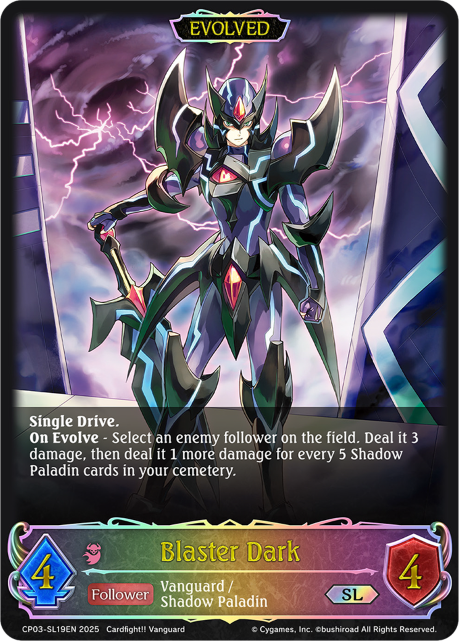 EVOLVED
Single Drive.
On Evolve - Select an enemy follower on the field. Deal it 3
damage, then deal it 1 more damage for every 5 Shadow
Paladin cards in your cemetery.
Blaster Dark
4
Follower
Vanguard /
Shadow Paladin
SL
4
CP03-SL19EN 2025 Cardfight!! Vanguard © Cygames, Inc. ©bushiroad All Rights Reserved.